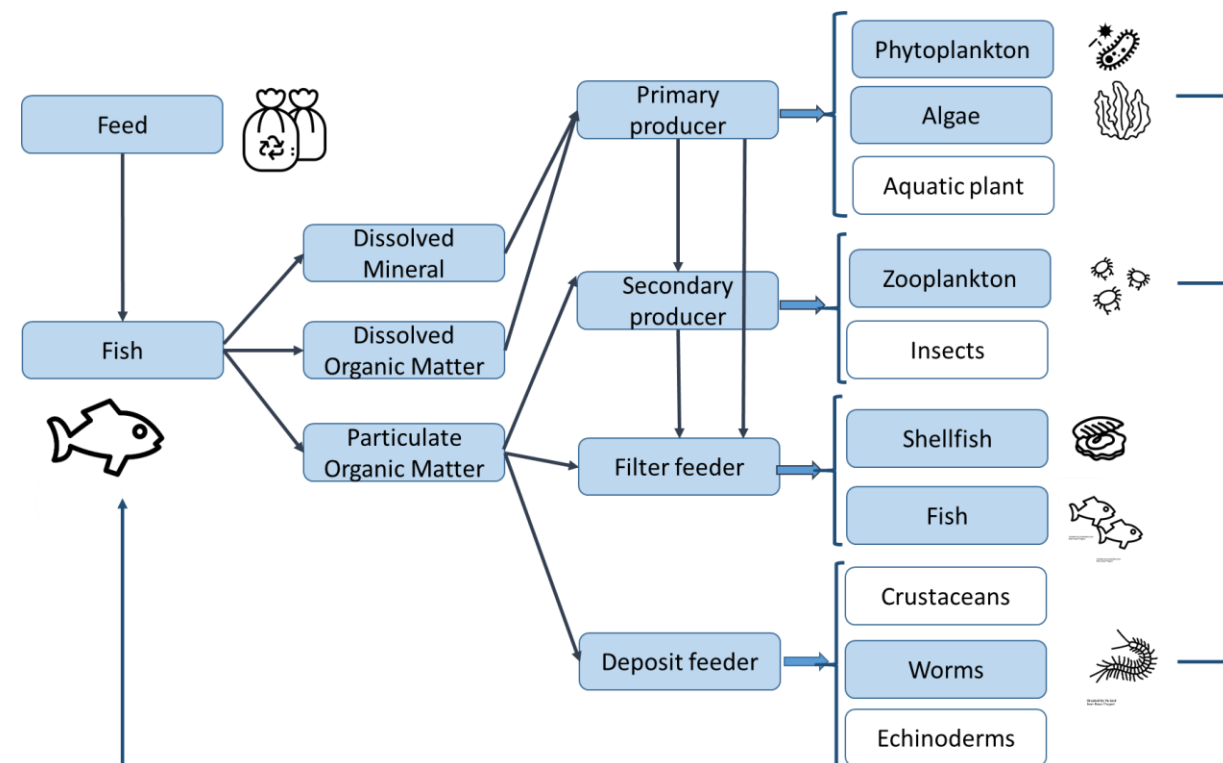 Feed
Fish
Dissolved
Mineral
Dissolved
Organic Matter
Particulate
Organic Matter
Primary
producer
Secondary
producer
Filter feeder
Deposit feeder
Phytoplankton
Algae
Aquatic plant
Zooplankton
Insects
Shellfish
Fish
Crustaceans
Worms
Echinoderms